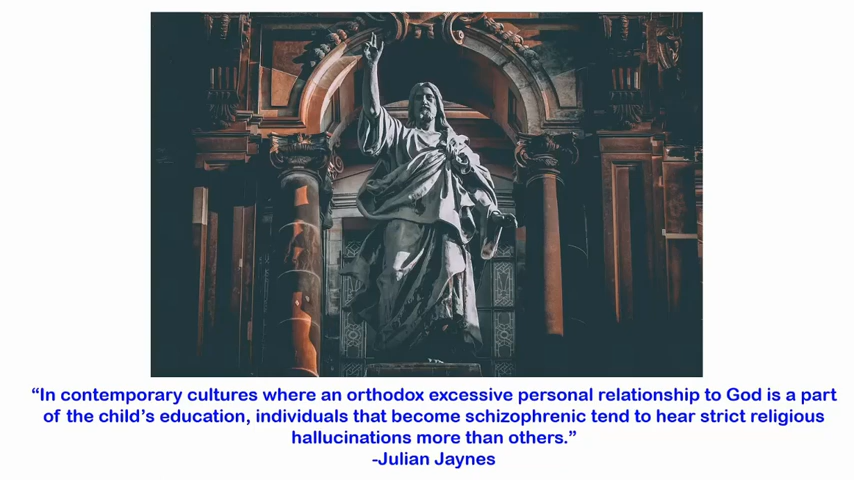 “In contemporary cultures where an orthodox excessive personal relationship to God is a part
of the child’s education, individuals that become schizophrenic tend to hear strict religious
hallucinations more than others.”
-Julian Jaynes